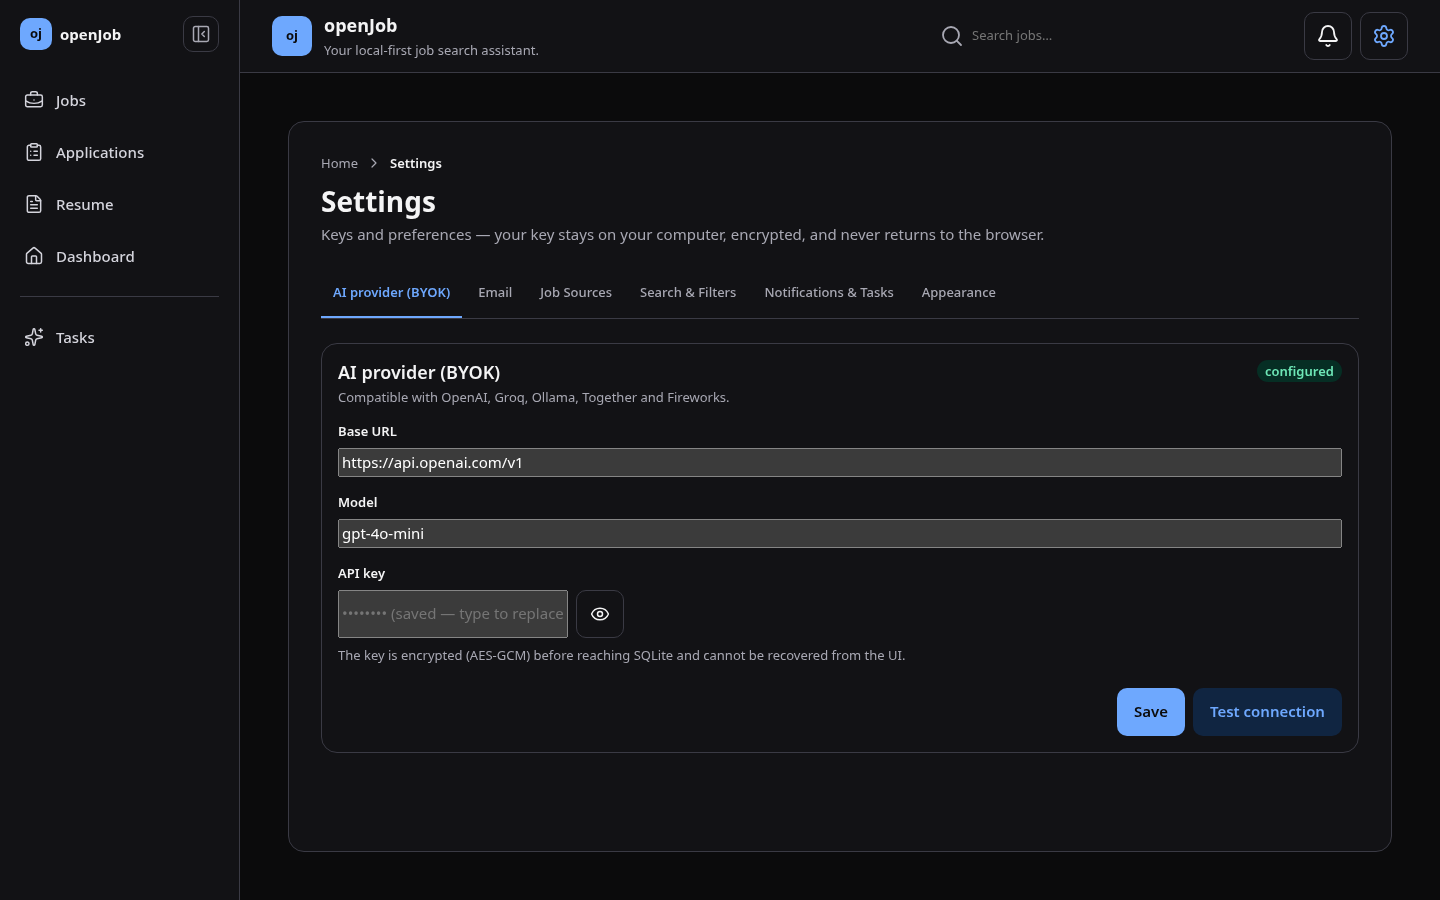 oj openJob
Jobs
Applications
Resume
Dashboard
Tasks
oj openJob
Your local-first job search assistant.
Search jobs...
Home > Settings
Settings
Keys and preferences — your key stays on your computer, encrypted, and never returns to the browser.
AI provider (BYOK) Email Job Sources Search & Filters Notifications & Tasks Appearance
AI provider (BYOK) configured
Compatible with OpenAI, Groq, Ollama, Together and Fireworks.
Base URL
https://api.openai.com/v1
Model
gpt-4o-mini
API key
•••••••• (saved — type to replace
The key is encrypted (AES-GCM) before reaching SQLite and cannot be recovered from the UI.
Save Test connection